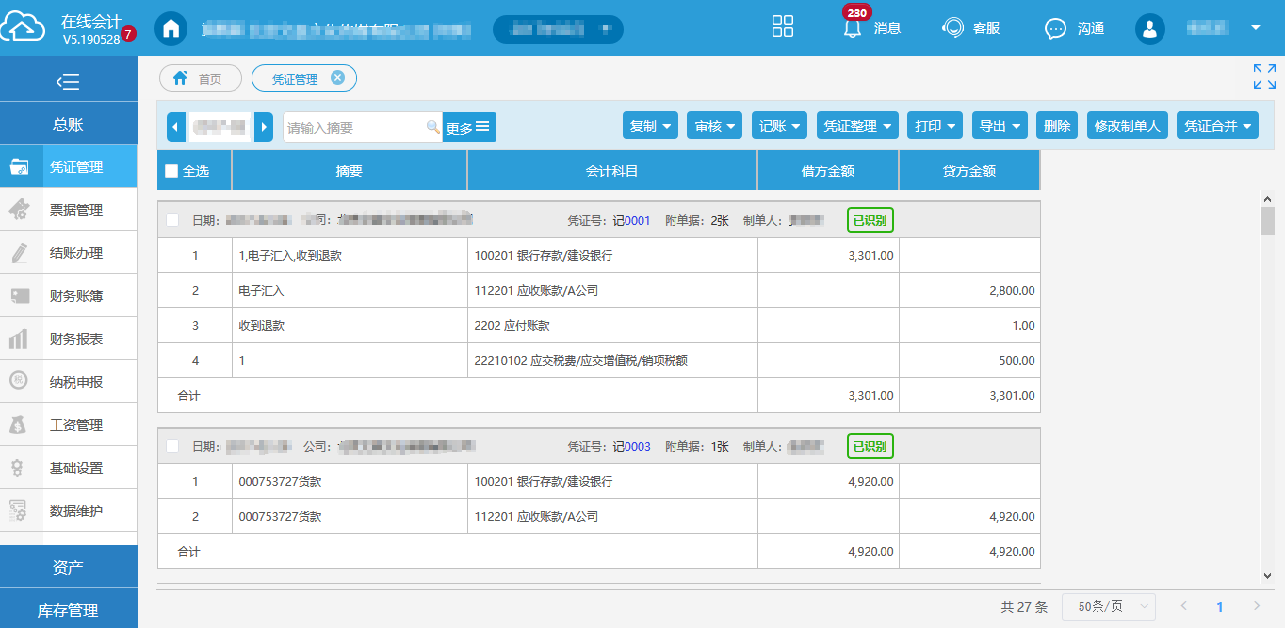 在线会计
V5.190528 7
230
消息
客服
沟通
首页
凭证管理
总账
凭证管理
票据管理
结账办理
财务账簿
财务报表
纳税申报
工资管理
基础设置
数据维护
资产
库存管理
请输入摘要 更多 复制 审核 记账 凭证整理 打印 导出 删除 修改制单人 凭证合并
全选 摘要 会计科目 借方金额 贷方金额
日期: 公司: 凭证号: 记0001 附单据: 2张 制单人: 已识别
1 1,电子汇入,收到退款 100201 银行存款/建设银行 3,301.00
2 电子汇入 112201 应收账款/A公司 2,800.00
3 收到退款 2202 应付账款 1.00
4 1 22210102 应交税费/应交增值税/销项税额 500.00
合计 3,301.00 3,301.00
日期: 公司: 凭证号: 记0003 附单据: 1张 制单人: 已识别
1 000753727货款 100201 银行存款/建设银行 4,920.00
2 000753727货款 112201 应收账款/A公司 4,920.00
合计 4,920.00 4,920.00
共 27 条 50条/页 1